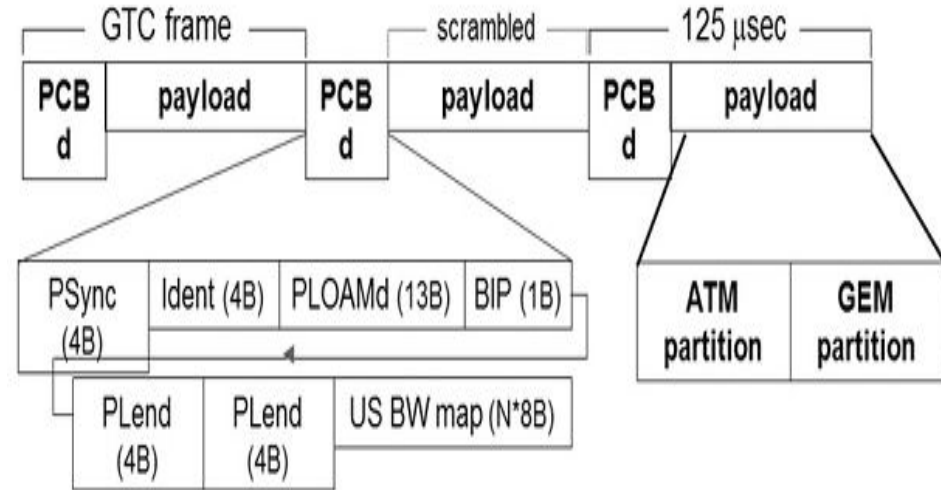 GTC frame
scrambled
125 μsec
PCB
d
payload
PCB
d
payload
PCB
d
payload
PSync
(4B)
Ident (4B)
PLOAMd (13B)
BIP (1B)
PLend
(4B)
PLend
(4B)
US BW map (N*8B)
ATM
partition
GEM
partition